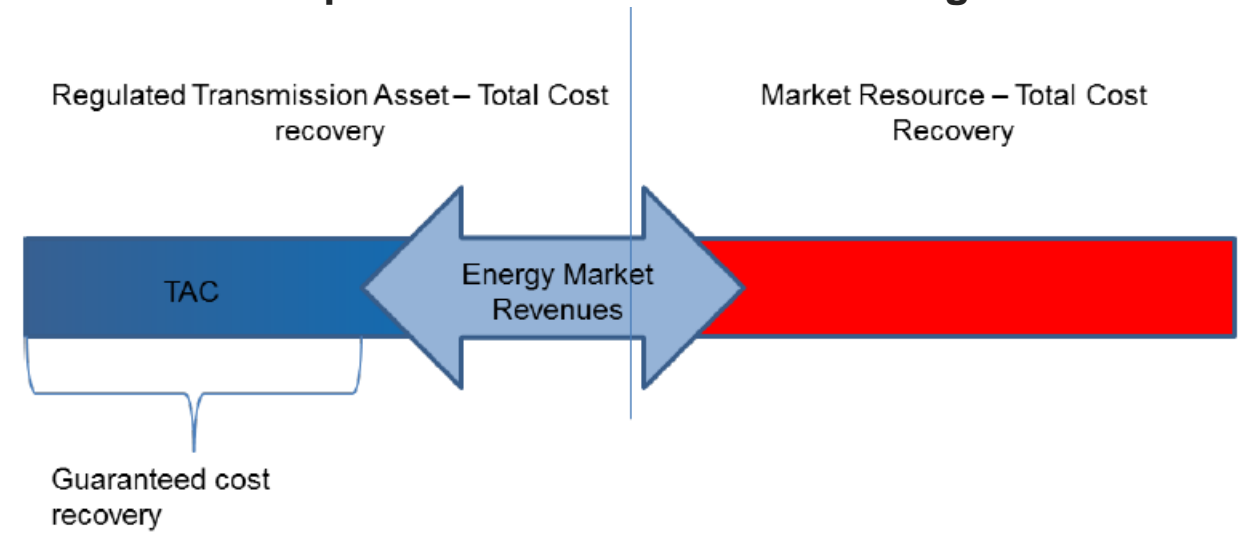 Regulated Transmission Asset – Total Cost
recovery
Market Resource – Total Cost
Recovery
TAC
Energy Market
Revenues
Guaranteed cost
recovery